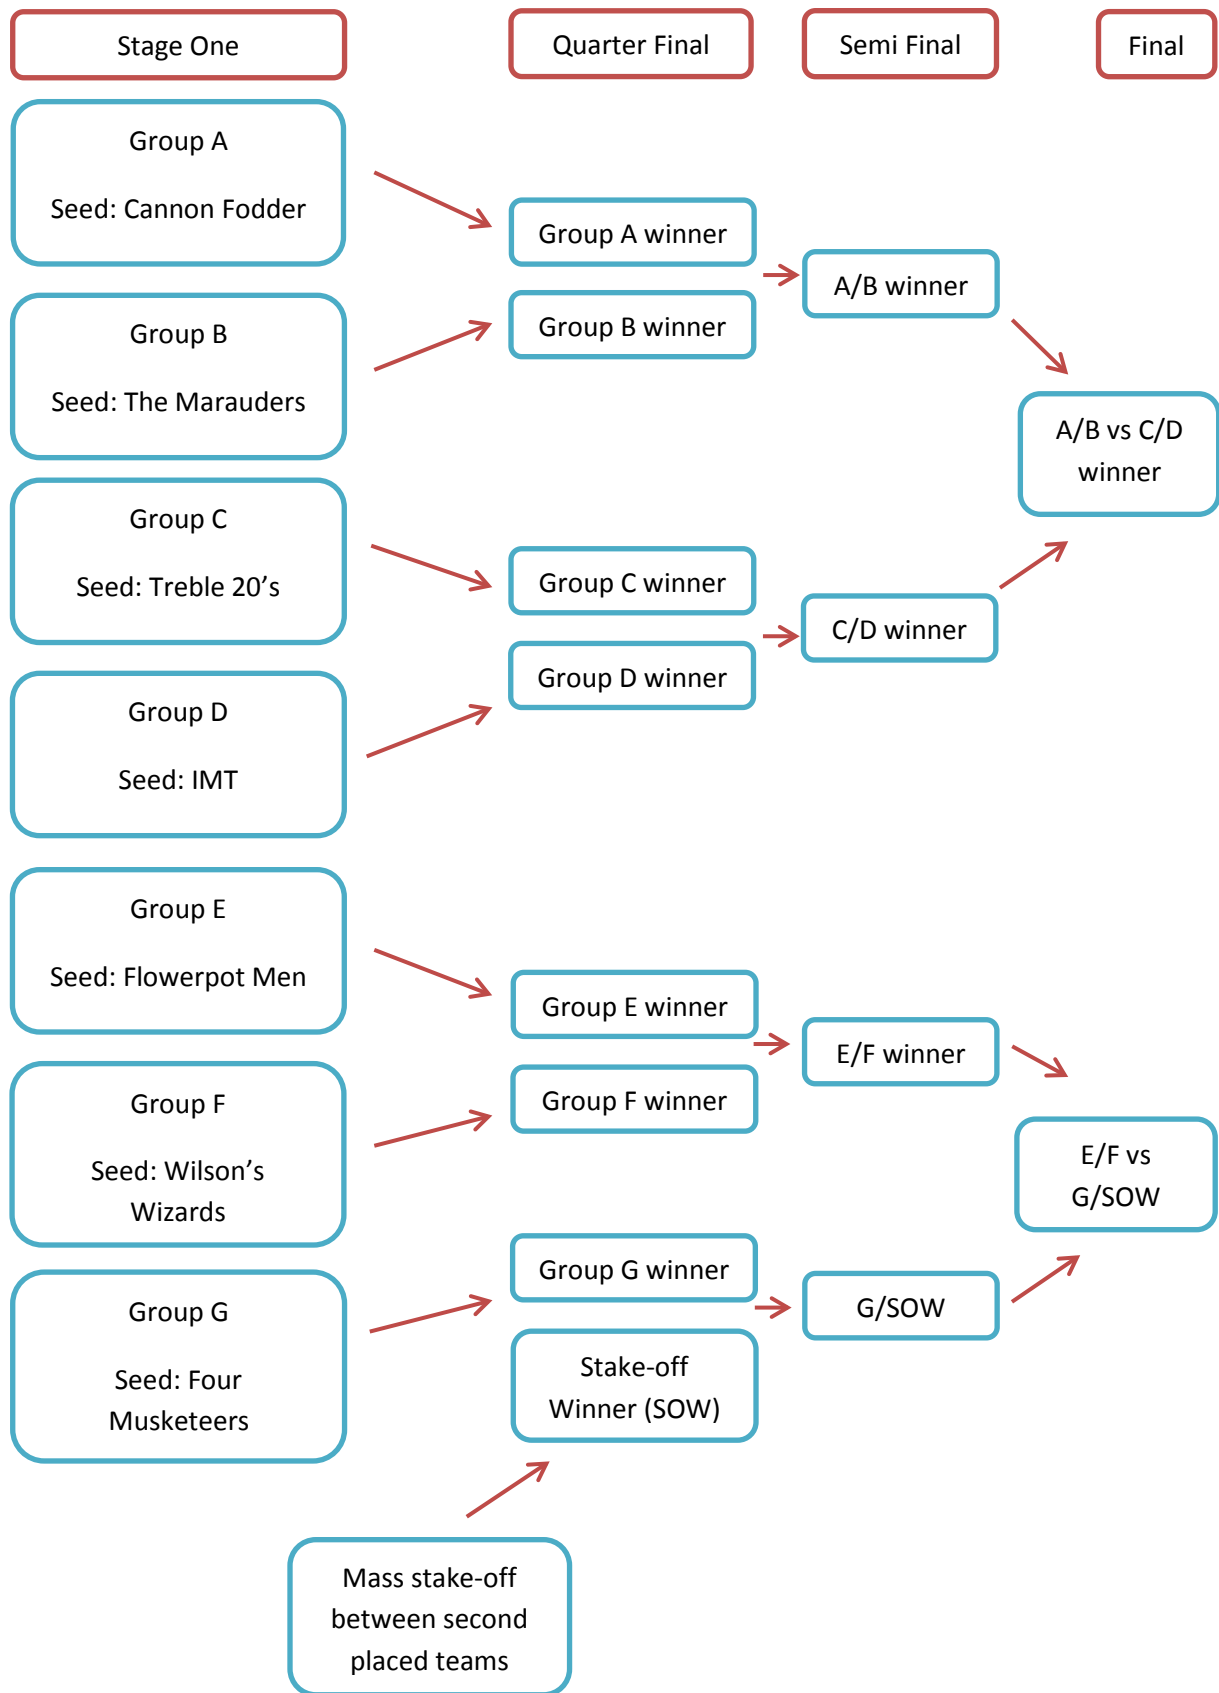 Stage One
Quarter Final
Semi Final
Final
Group A
Seed: Cannon Fodder
Group B
Seed: The Marauders
Group C
Seed: Treble 20’s
Group D
Seed: IMT
Group E
Seed: Flowerpot Men
Group F
Seed: Wilson’s
Wizards
Group G
Seed: Four
Musketeers
Mass stake-off
between second
placed teams
Group A winner
Group B winner
Group C winner
Group D winner
Group E winner
Group F winner
Group G winner
Stake-off
Winner (SOW)
A/B winner
C/D winner
E/F winner
G/SOW
A/B vs C/D
winner
E/F vs
G/SOW